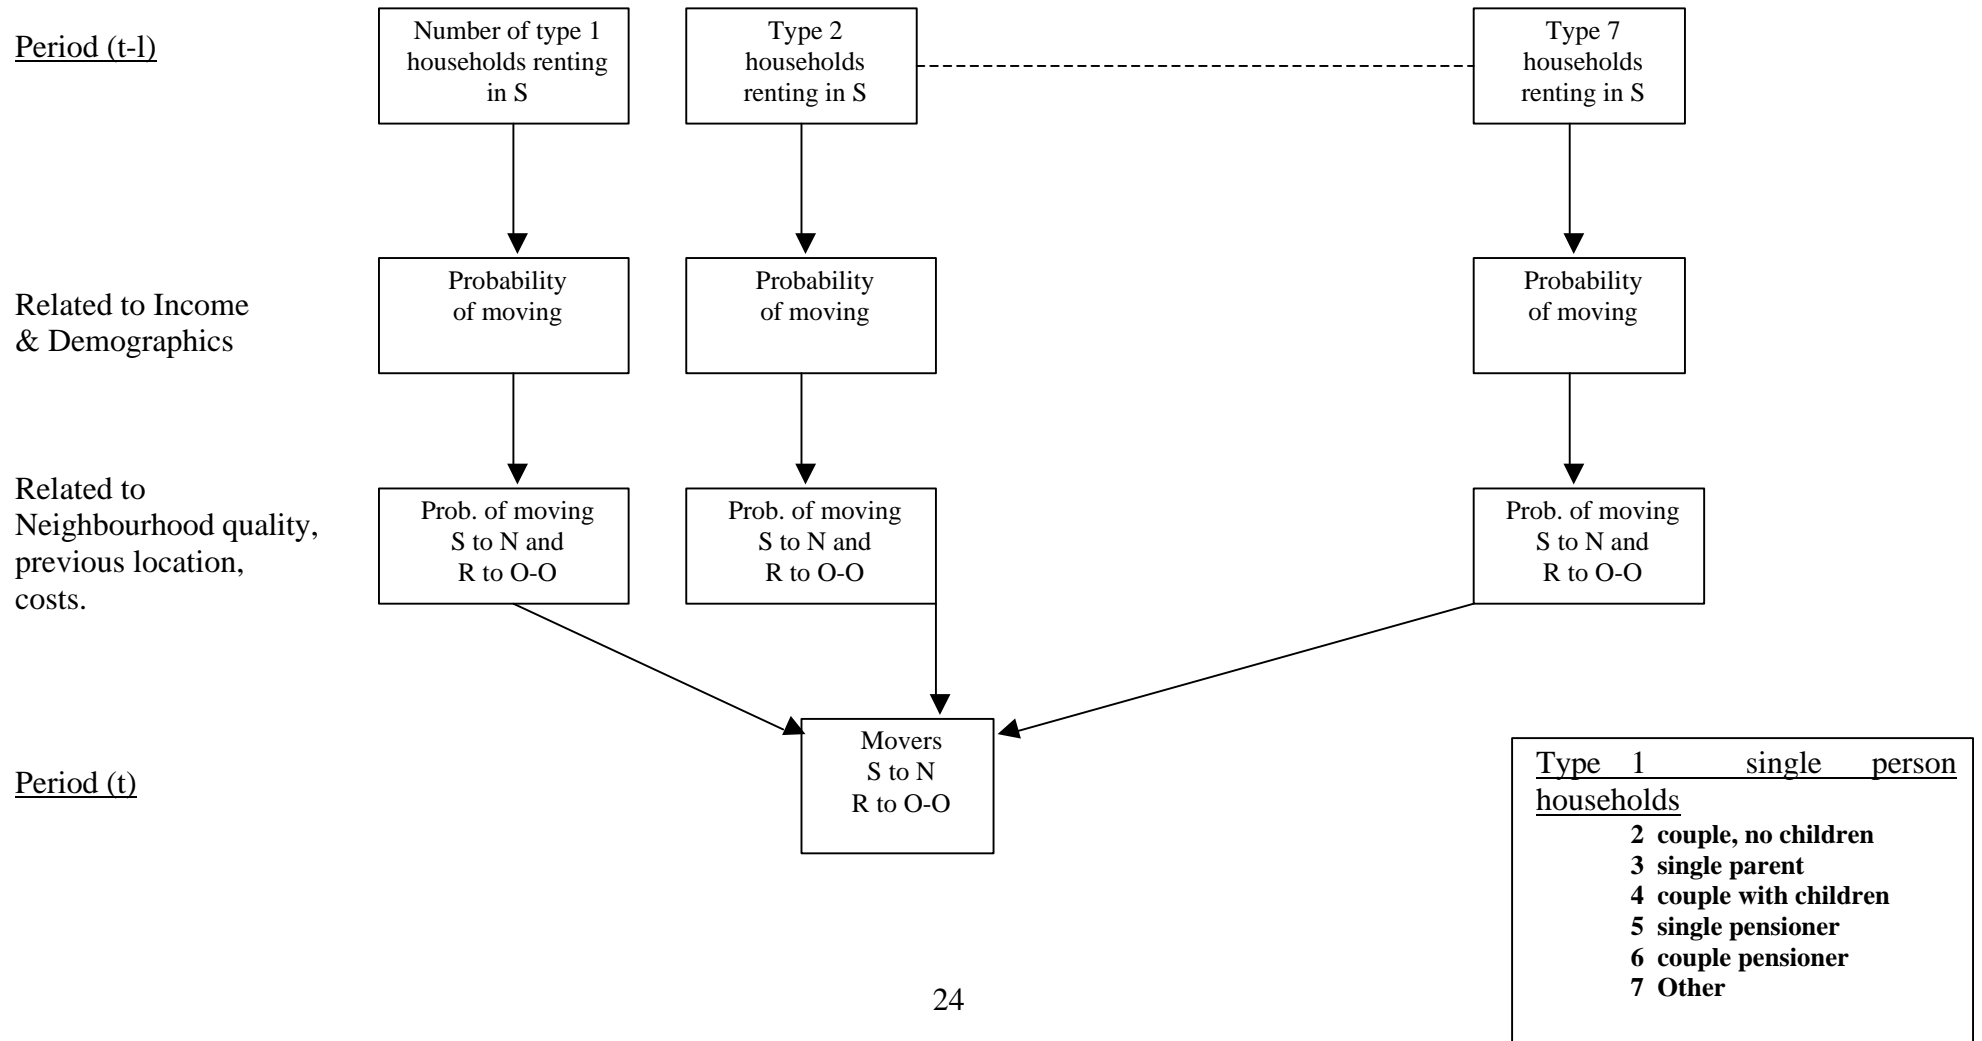 Period (t-l)
Number of type 1
households renting
in S
Type 2
households
renting in S
Type 7
households
renting in S
Related to Income
& Demographics
Probability
of moving
Probability
of moving
Probability
of moving
Related to
Neighbourhood quality,
previous location,
costs.
Prob. of moving
S to N and
R to O-O
Prob. of moving
S to N and
R to O-O
Prob. of moving
S to N and
R to O-O
Period (t)
Movers
S to N
R to O-O
Type 1 single person
households
2 couple, no children
3 single parent
4 couple with children
5 single pensioner
6 couple pensioner
7 Other
24